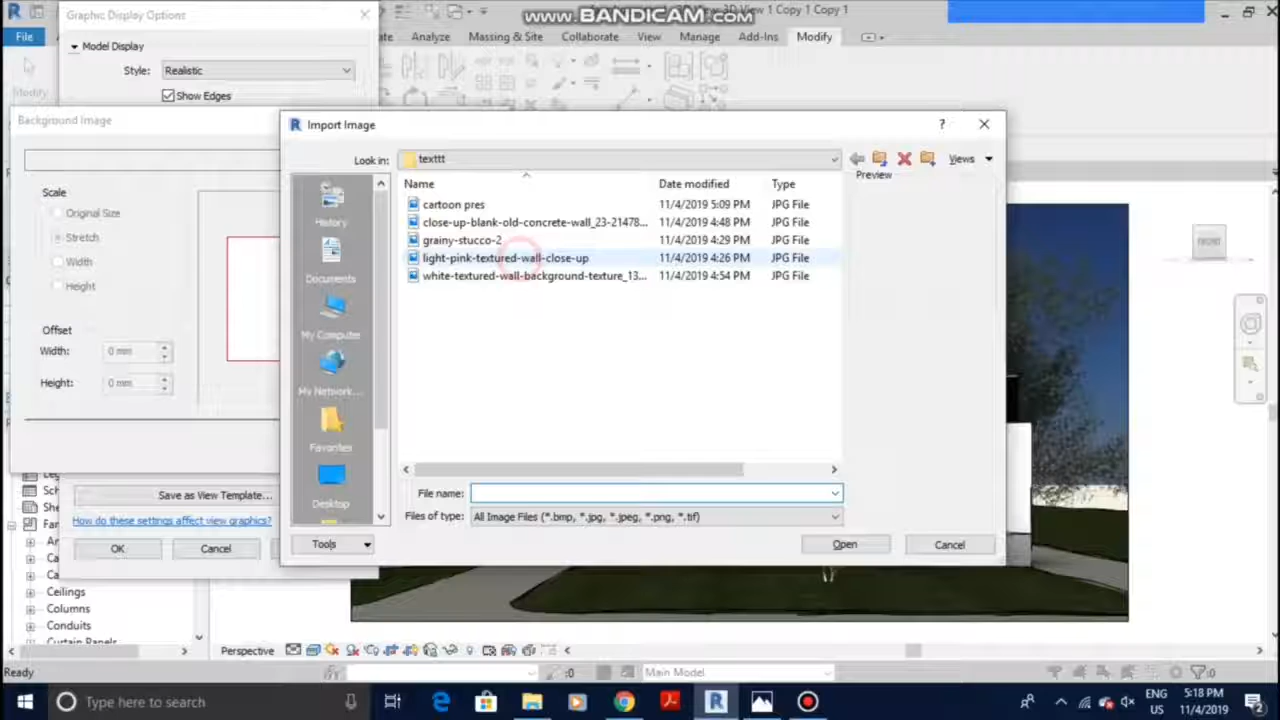 Graphic Display Options
www.BANDICAM.com
View 1 Copy 1 Copy 1
File
Analyze
Massing & Site
Collaborate
View
Manage
Add-Ins
Modify
Model Display
Style:
Realistic
Show Edges
Modify
Background Image
Import Image
?
Look in:
texttt
Views
Preview
Name
Date modified
Type
cartoon pres
11/4/2019 5:09 PM
JPG File
close-up-blank-old-concrete-wall_23-21478...
11/4/2019 4:48 PM
JPG File
grainy-stucco-2
11/4/2019 4:29 PM
JPG File
light-pink-textured-wall-close-up
11/4/2019 4:26 PM
JPG File
white-textured-wall-background-texture_13...
11/4/2019 4:54 PM
JPG File
History
Documents
My Computer
My Network...
Favorites
Desktop
Scale
Original Size
Stretch
Width
Height
Offset
Width:
0 mm
Height:
0 mm
FRONT
File name:
Files of type:
All Image Files (*.bmp, *.jpg, *.jpeg, *.png, *.tif)
Tools
Open
Cancel
Save as View Template...
How do these settings affect view graphics?
OK
Cancel
Ceilings
Columns
Conduits
Curtain Panels
Perspective
Ready
:0
Main Model
:0
Type here to search
ENG
US
5:18 PM
11/4/2019
2